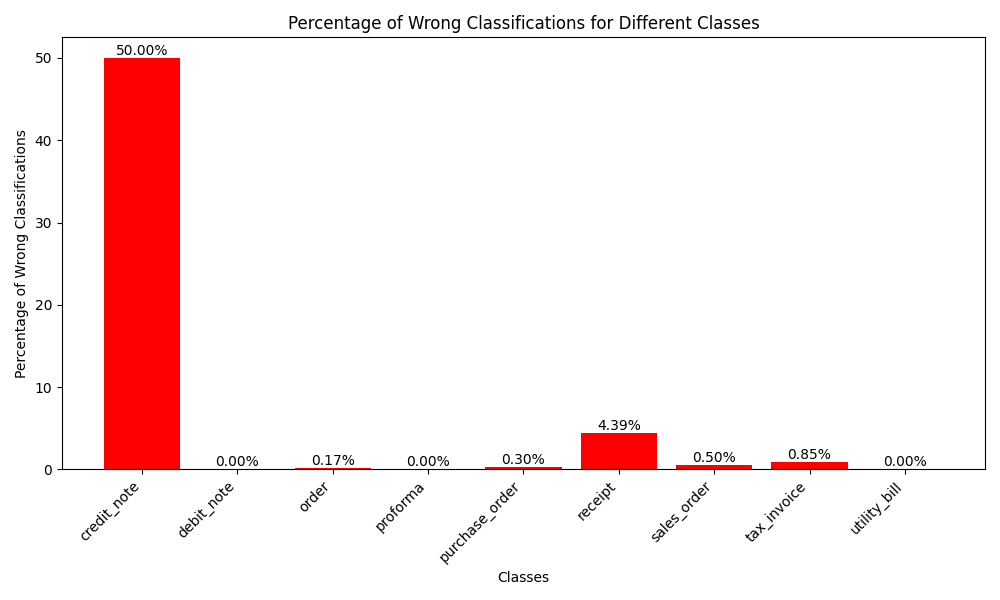 Percentage of Wrong Classifications for Different Classes
Percentage of Wrong Classifications
50
40
30
20
10
0
50.00%
0.00%
0.17%
0.00%
0.30%
4.39%
0.50%
0.85%
0.00%
credit_note
debit_note
order
proforma
purchase_order
receipt
sales_order
tax_invoice
utility_bill
Classes